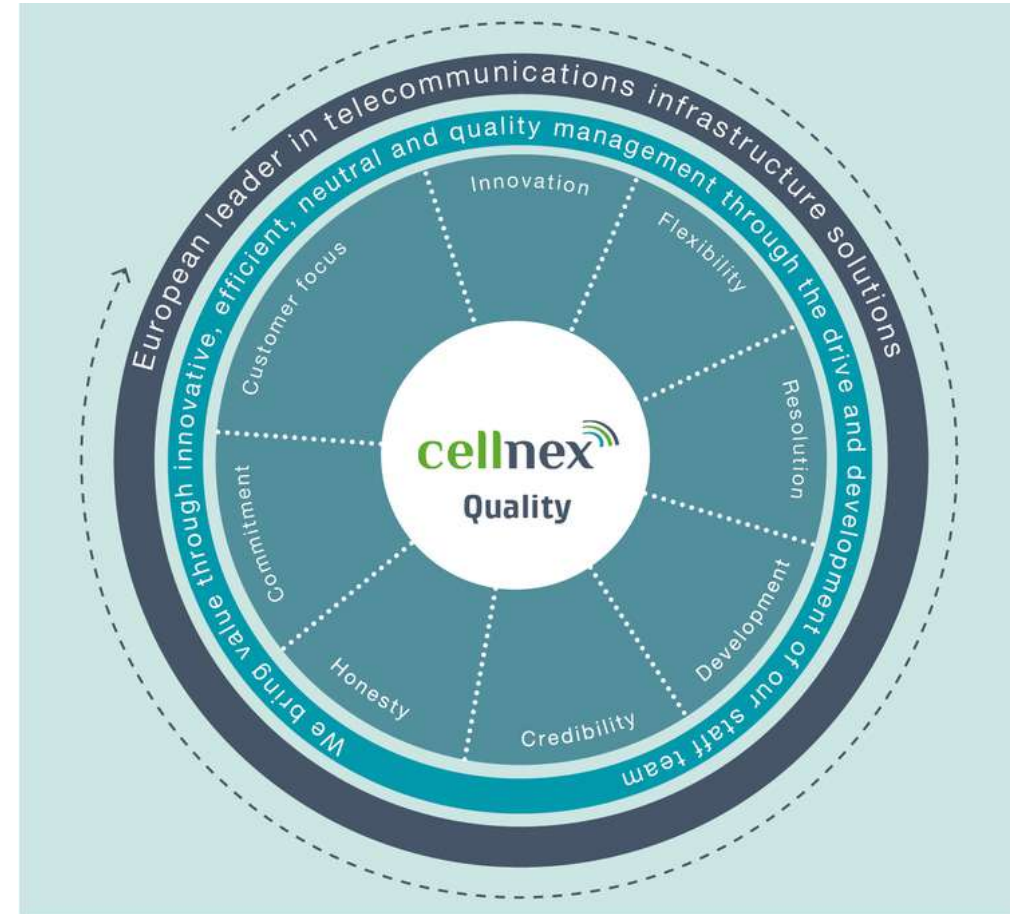 European leader in telecommunications infrastructure solutions
We bring value through innovative, efficient, neutral and quality management through the drive and development of our staff team
Innovation
Flexibility
Resolution
Development
Credibility
Honesty
Commitment
Customer focus
cellnex
Quality